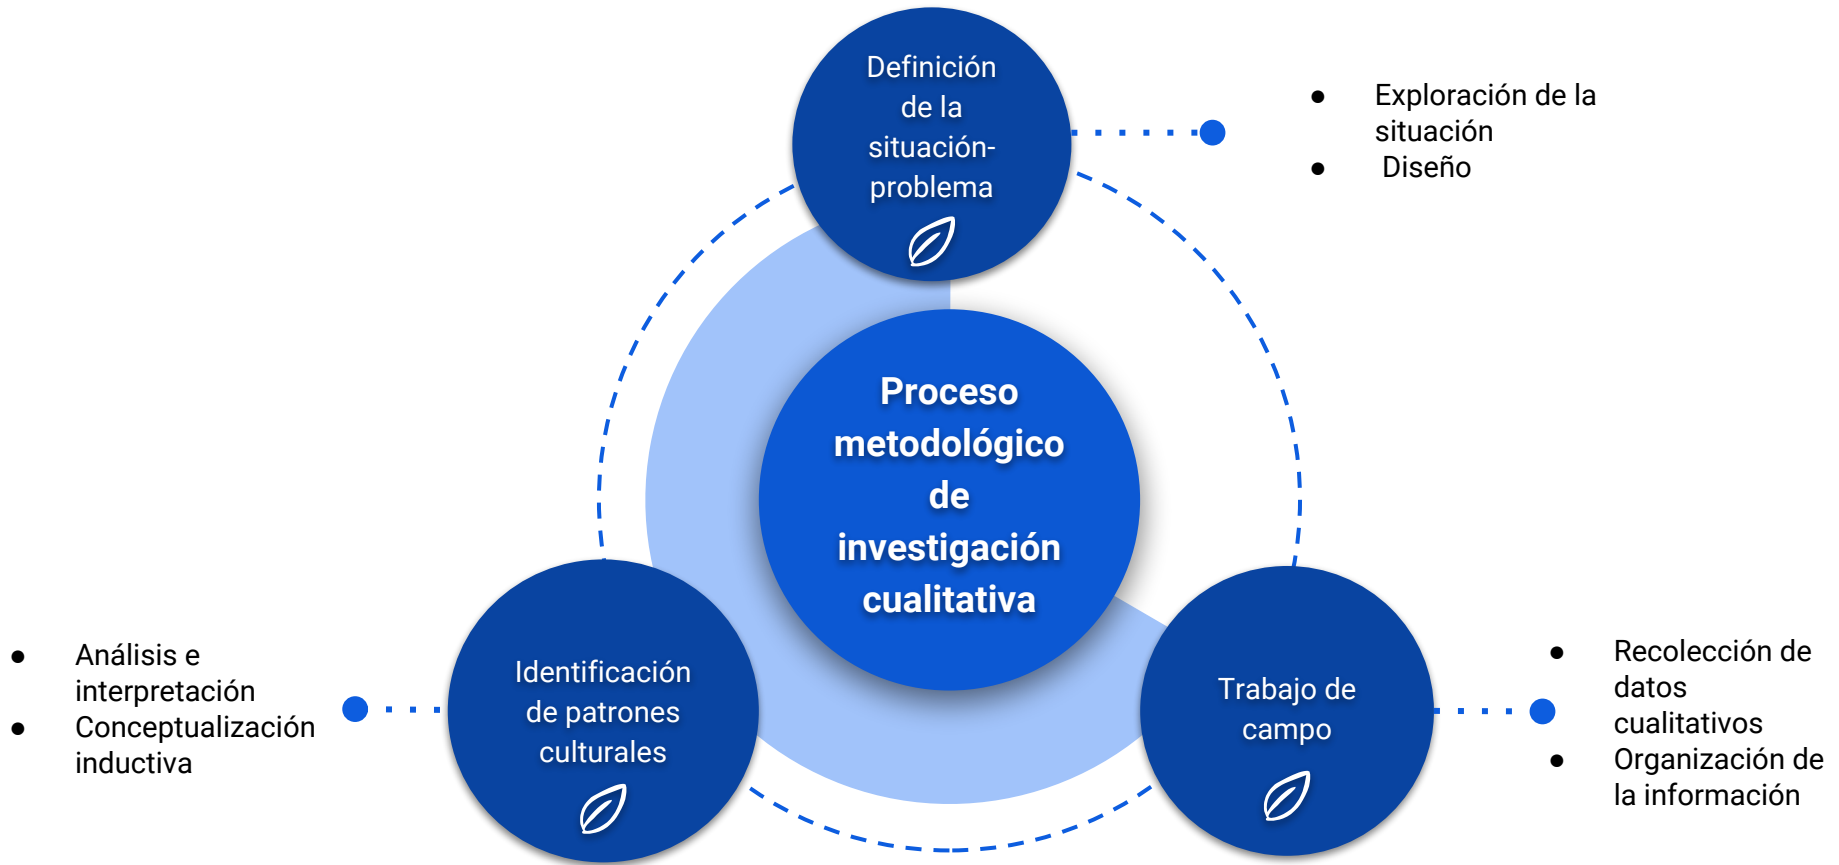 Definición
de la
situación-
problema
● Exploración de la
situación
● Diseño
Proceso
metodológico
de
investigación
cualitativa
● Análisis e
interpretación
● Conceptualización
inductiva
Identificación
de patrones
culturales
Trabajo de
campo
● Recolección de
datos
cualitativos
● Organización de
la información